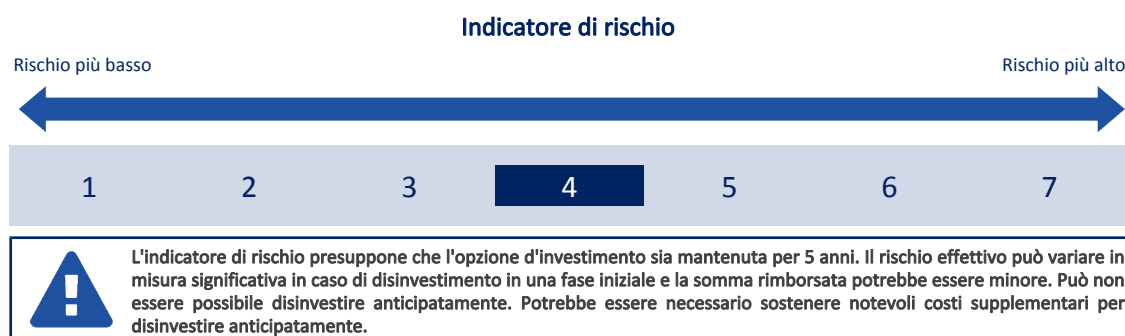 Indicatore di rischio
Rischio più basso
Rischio più alto
1 2 3 4 5 6 7
L'indicatore di rischio presuppone che l'opzione d'investimento sia mantenuta per 5 anni. Il rischio effettivo può variare in
misura significativa in caso di disinvestimento in una fase iniziale e la somma rimborsata potrebbe essere minore. Può non
essere possibile disinvestire anticipatamente. Potrebbe essere necessario sostenere notevoli costi supplementari per
disinvestire anticipatamente.